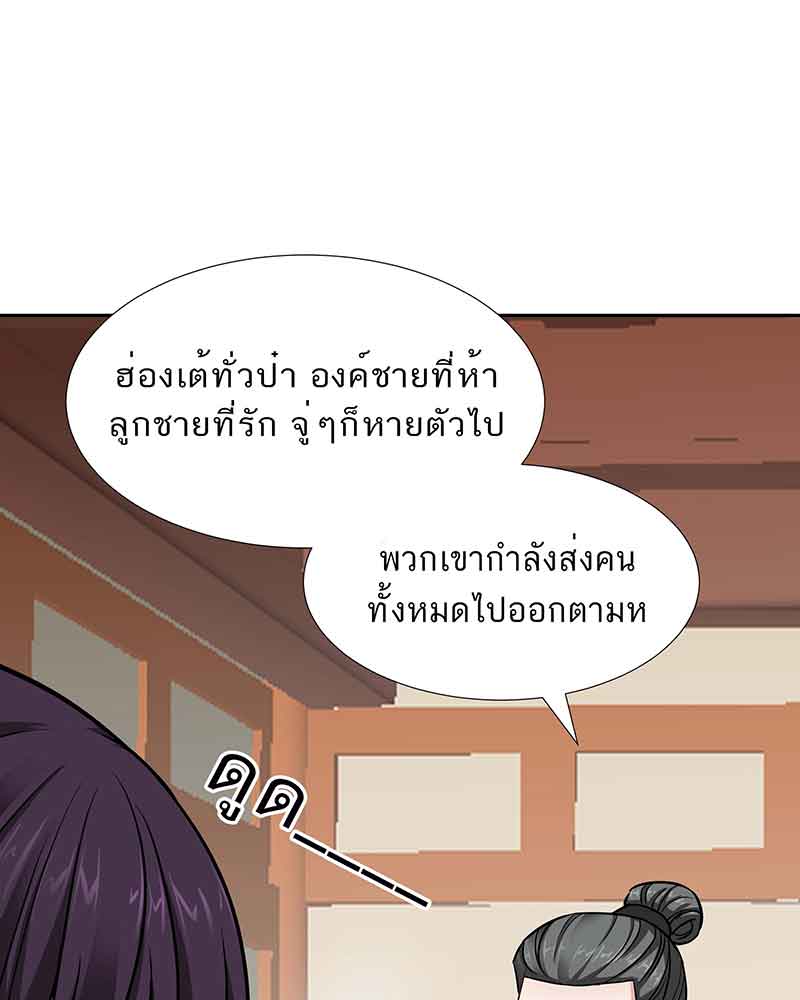 ฮ่องเต้ทั่วป๋า องค์ชายที่ห้า
ลูกชายที่รัก จู่ๆก็หายตัวไป
พวกเขากำลังส่งคน
ทั้งหมดไปออกตามห
ดูด